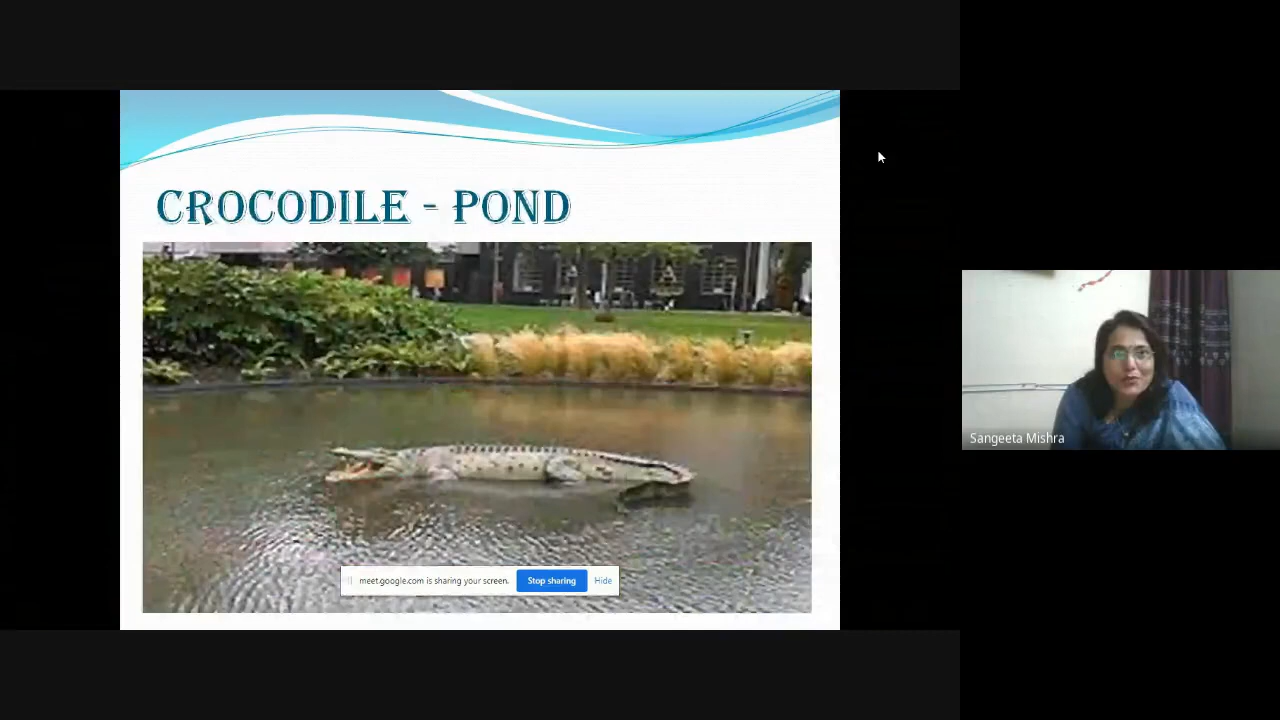 CROCODILE - POND
meet.google.com is sharing your screen. Stop sharing Hide
Sangeeta Mishra